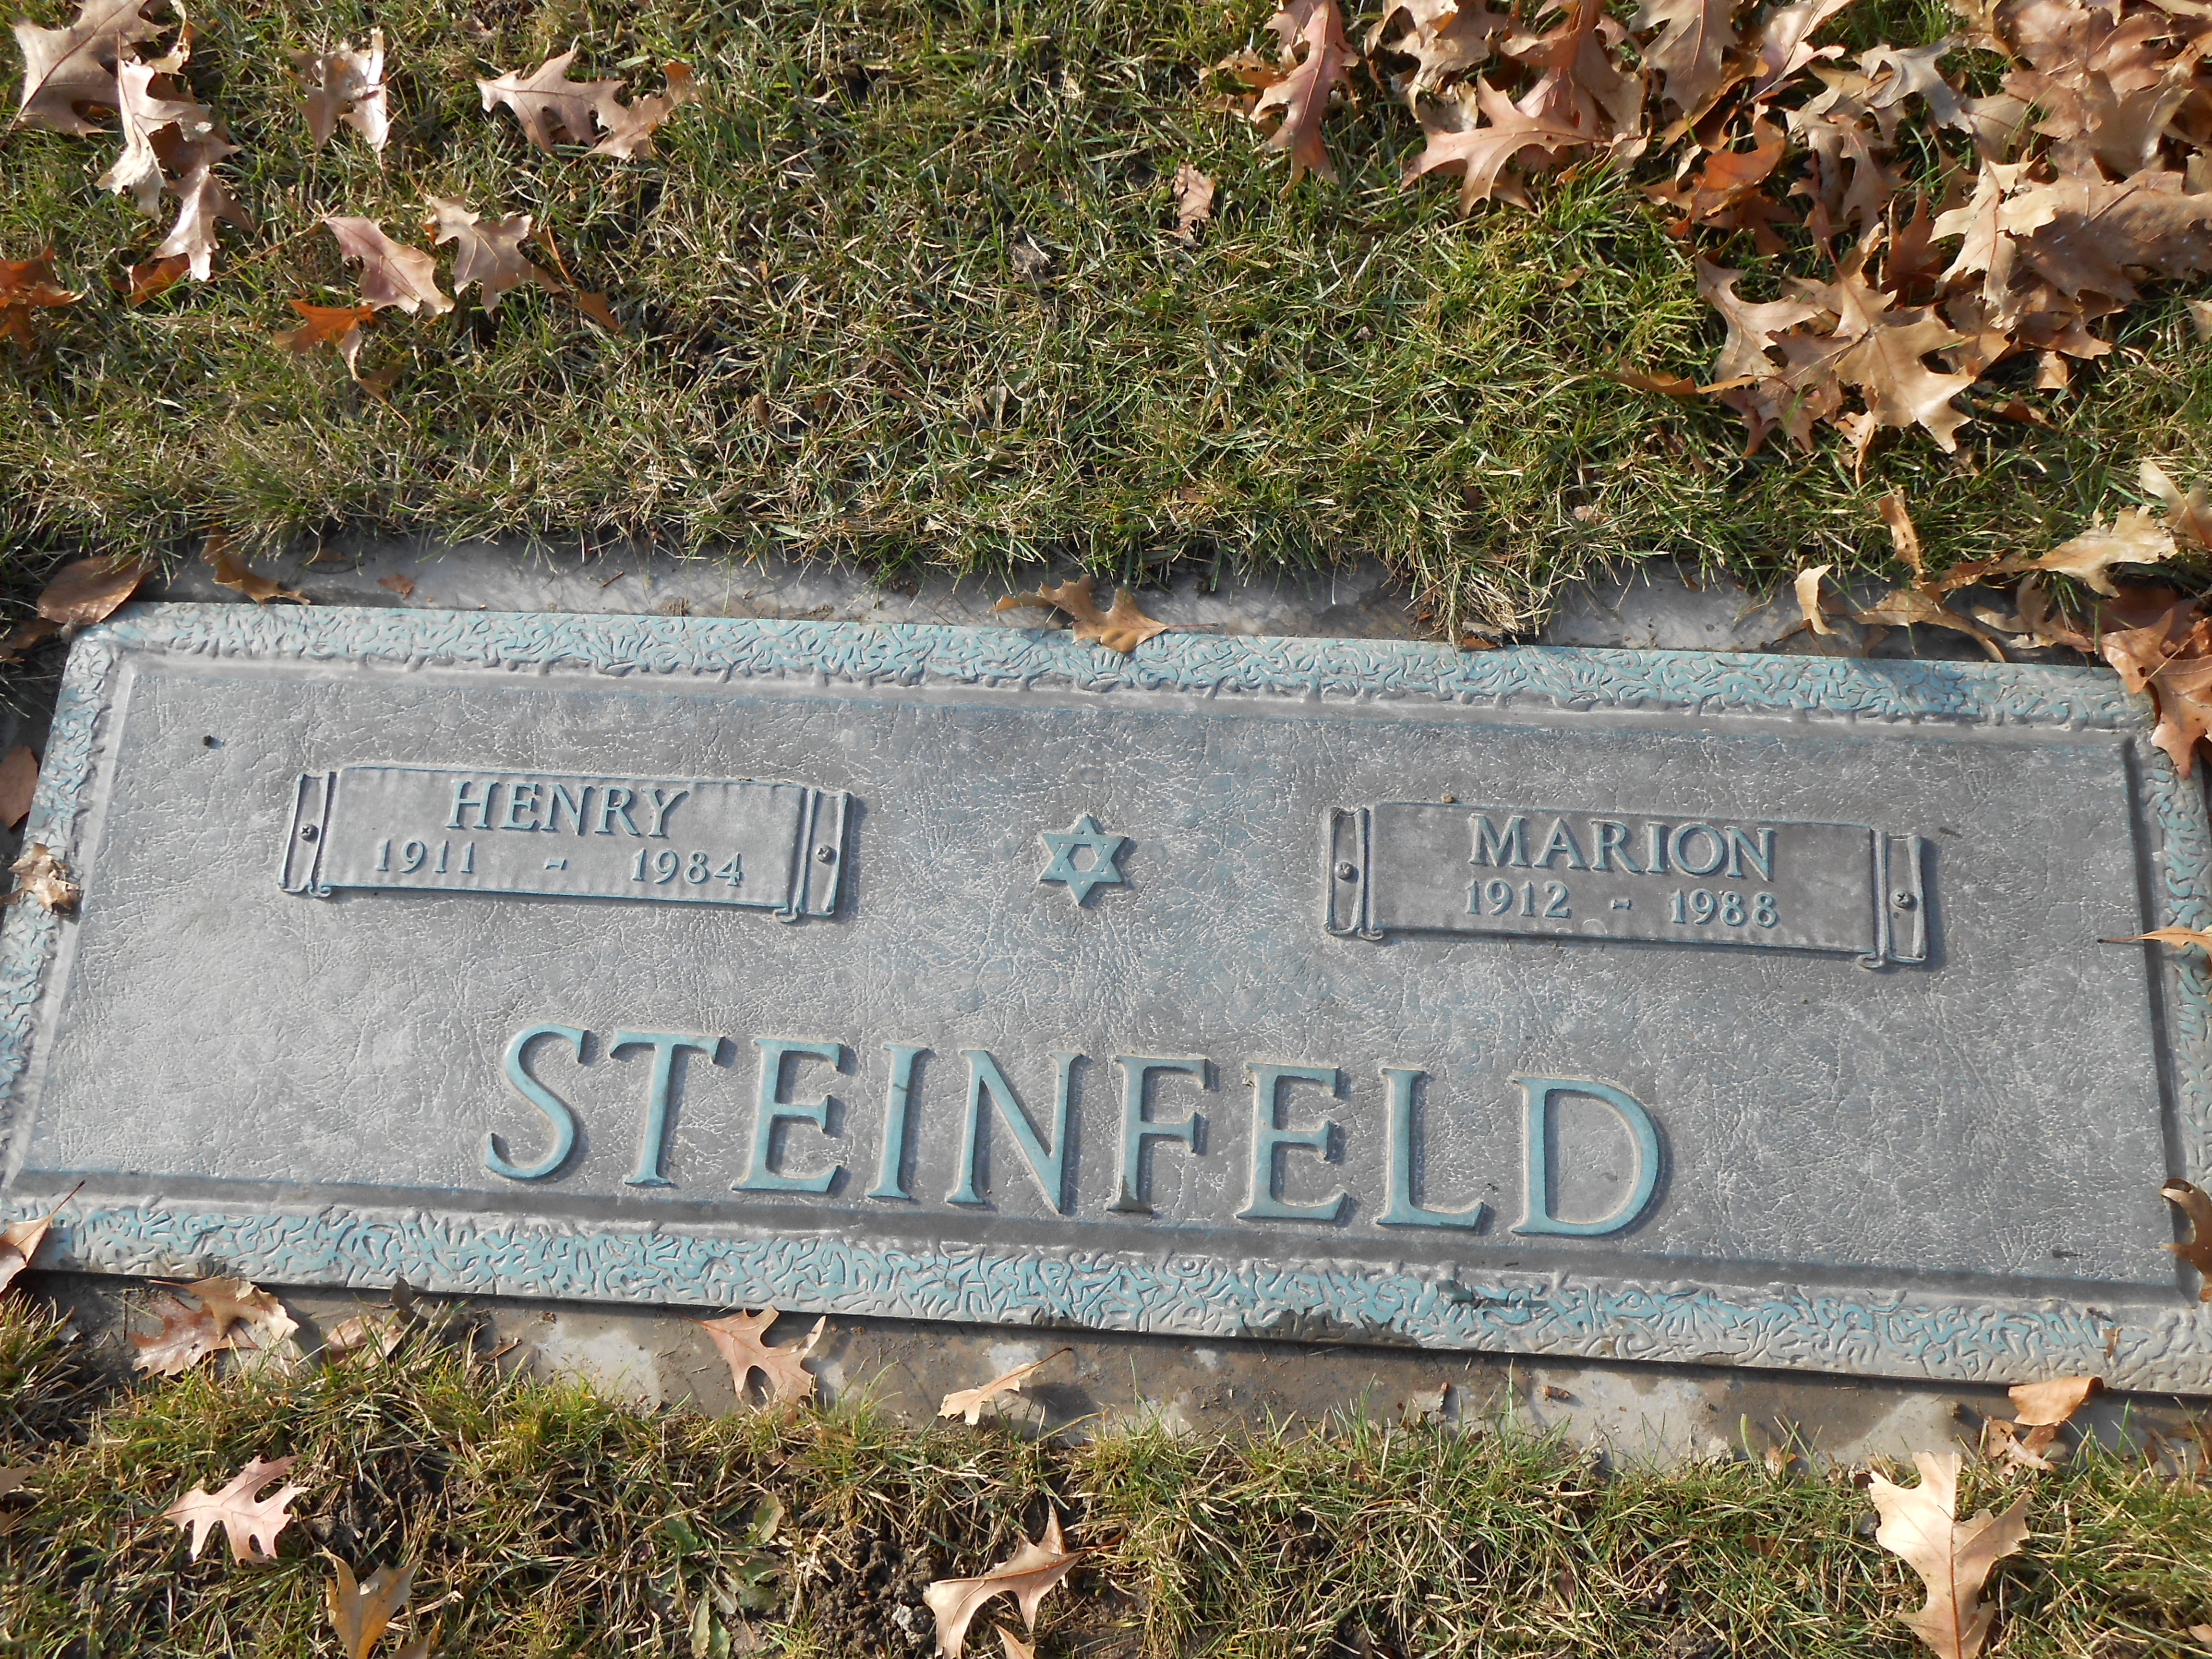 HENRY
1911 - 1984
MARION
1912 - 1988
STEINFELD